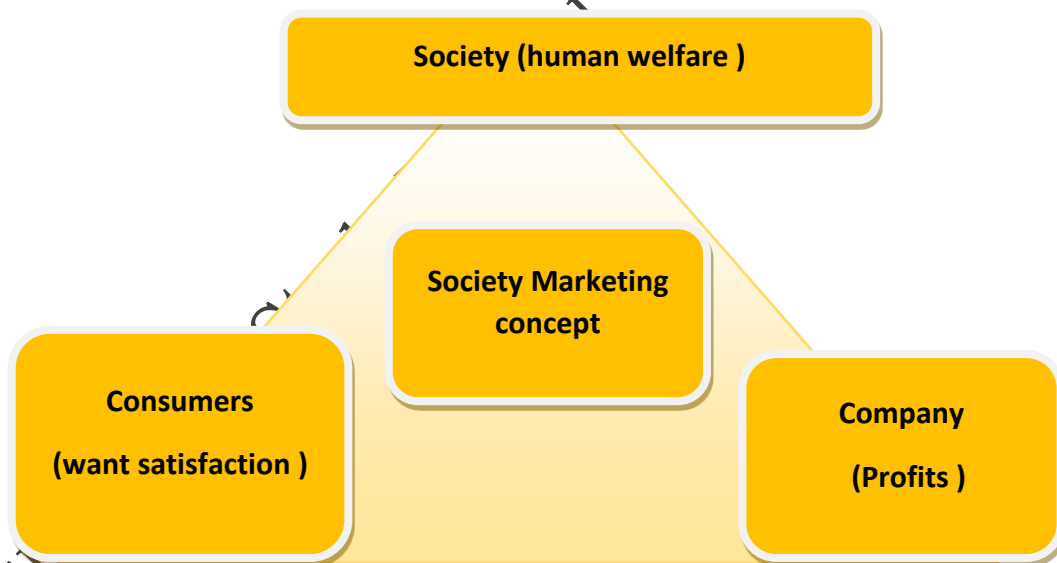 Society (human welfare )
Society Marketing
concept
Consumers
(want satisfaction )
Company
(Profits )